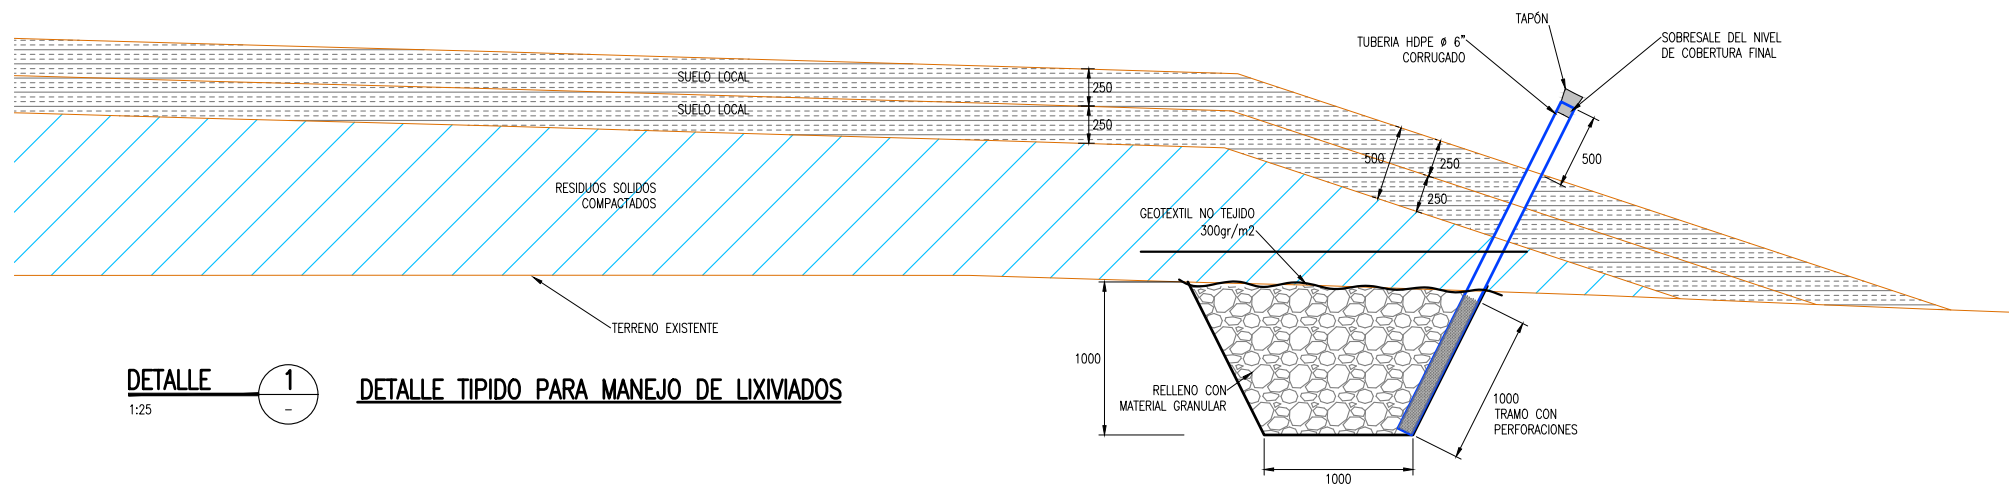 TAPÓN
TUBERIA HDPE Ø 6"
CORRUGADO
SOBRESALE DEL NIVEL
DE COBERTURA FINAL
SUELO LOCAL
250
SUELO LOCAL
250
500
250
250
500
RESIDUOS SOLIDOS
COMPACTADOS
GEOTEXTIL NO TEJIDO
300gr/m2
TERRENO EXISTENTE
1000
RELLENO CON
MATERIAL GRANULAR
1000
TRAMO CON
PERFORACIONES
1000
DETALLE
1:25
1
-
DETALLE TIPIDO PARA MANEJO DE LIXIVIADOS